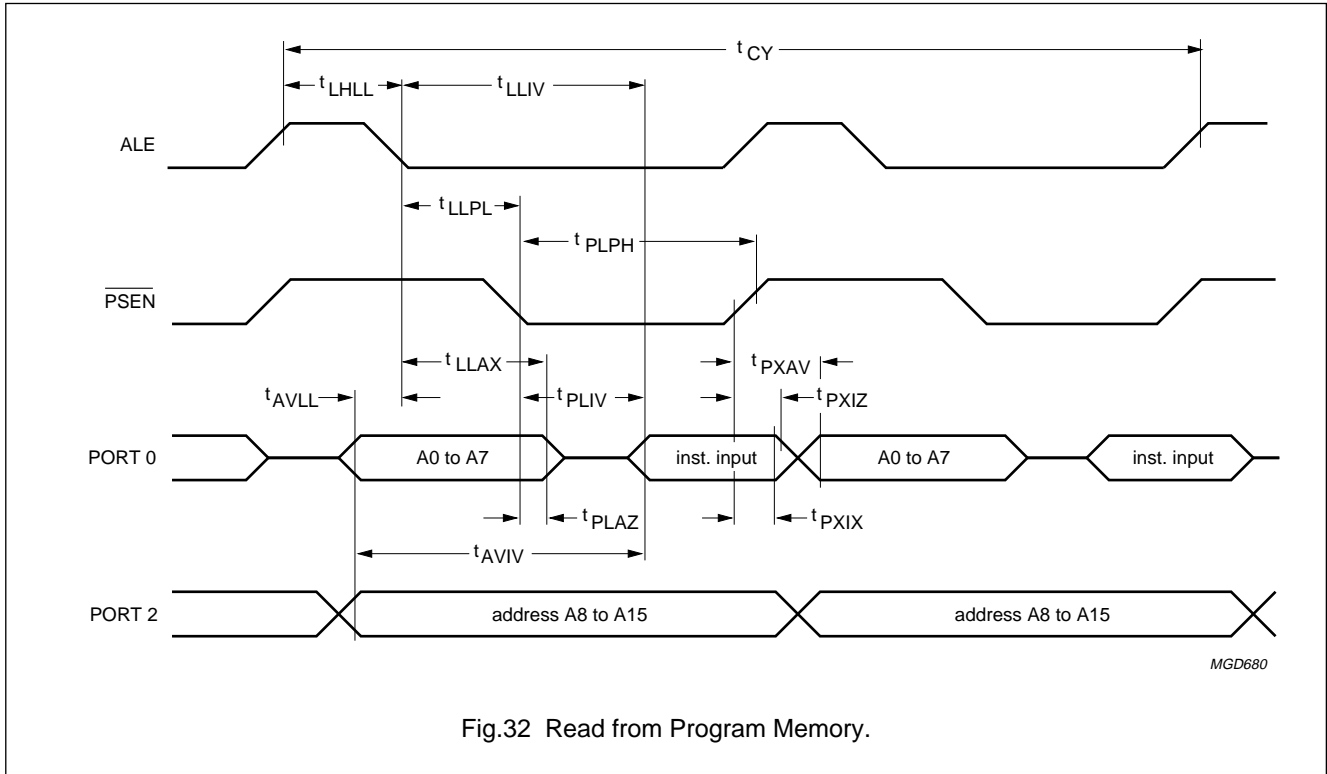 t CY
t LHLL
t LLIV
ALE
t LLPL
t PLPH
PSEN
t LLAX
t PXAV
t AVLL
t PLIV
t PXIZ
PORT 0
A0 to A7
inst. input
A0 to A7
inst. input
t PLAZ
t PXIX
t AVIV
PORT 2
address A8 to A15
address A8 to A15
MGD680
Fig.32 Read from Program Memory.